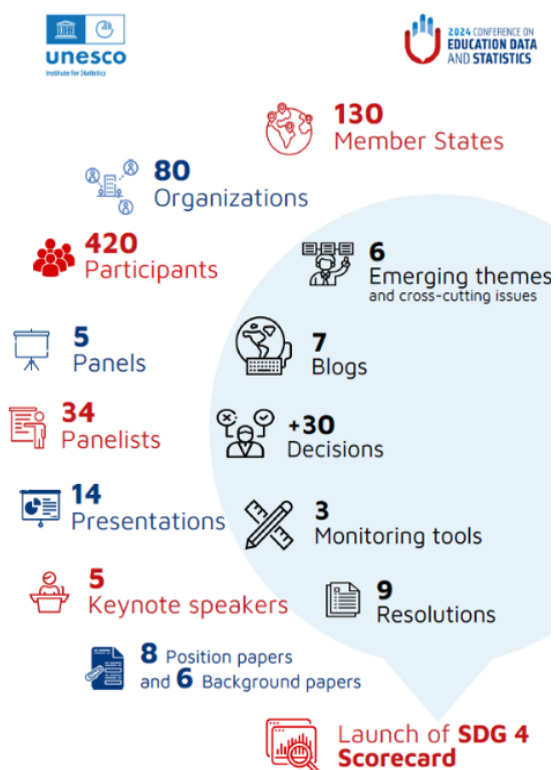 unesco
Institute for Statistics
2024 CONFERENCE ON
EDUCATION DATA
AND STATISTICS
130
Member States
80
Organizations
420
Participants
6
Emerging themes
and cross-cutting issues
5
Panels
7
Blogs
34
Panelists
+30
Decisions
14
Presentations
3
Monitoring tools
5
Keynote speakers
9
Resolutions
8 Position papers
and 6 Background papers
Launch of SDG 4
Scorecard